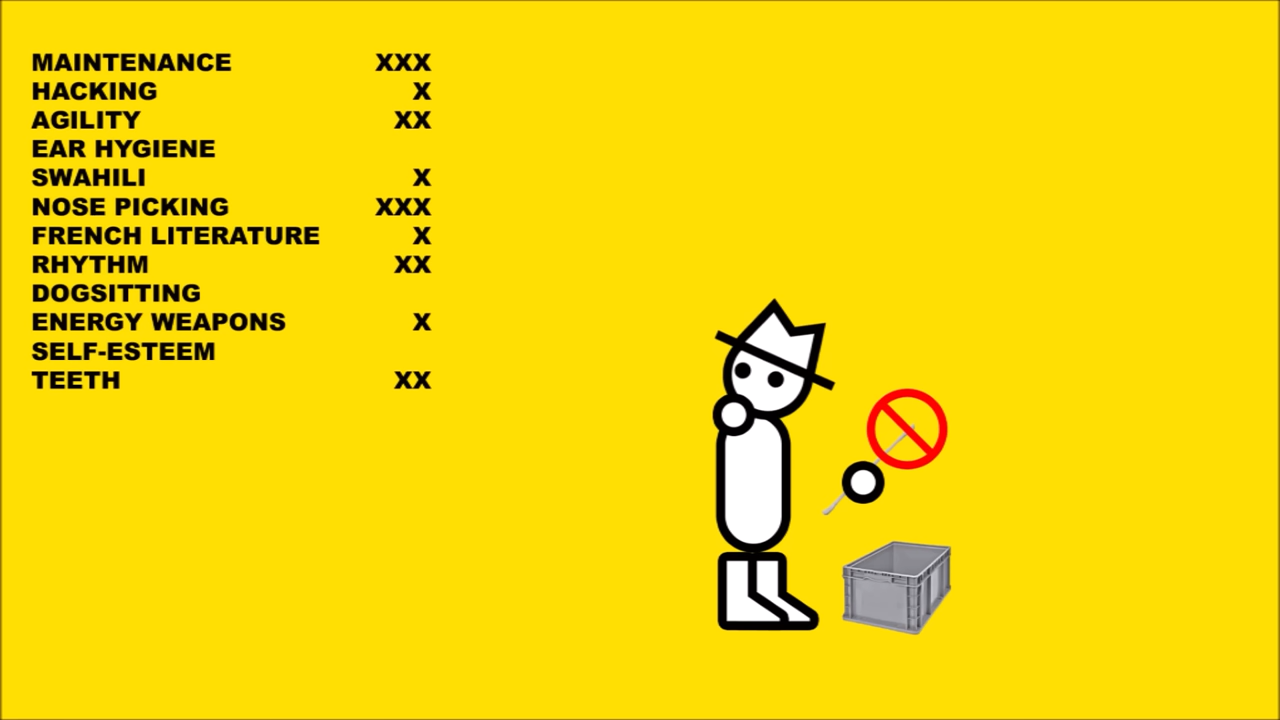 MAINTENANCE XXX
HACKING X
AGILITY XX
EAR HYGIENE
SWAHILI X
NOSE PICKING XXX
FRENCH LITERATURE X
RHYTHM XX
DOGSITTING
ENERGY WEAPONS X
SELF-ESTEEM
TEETH XX